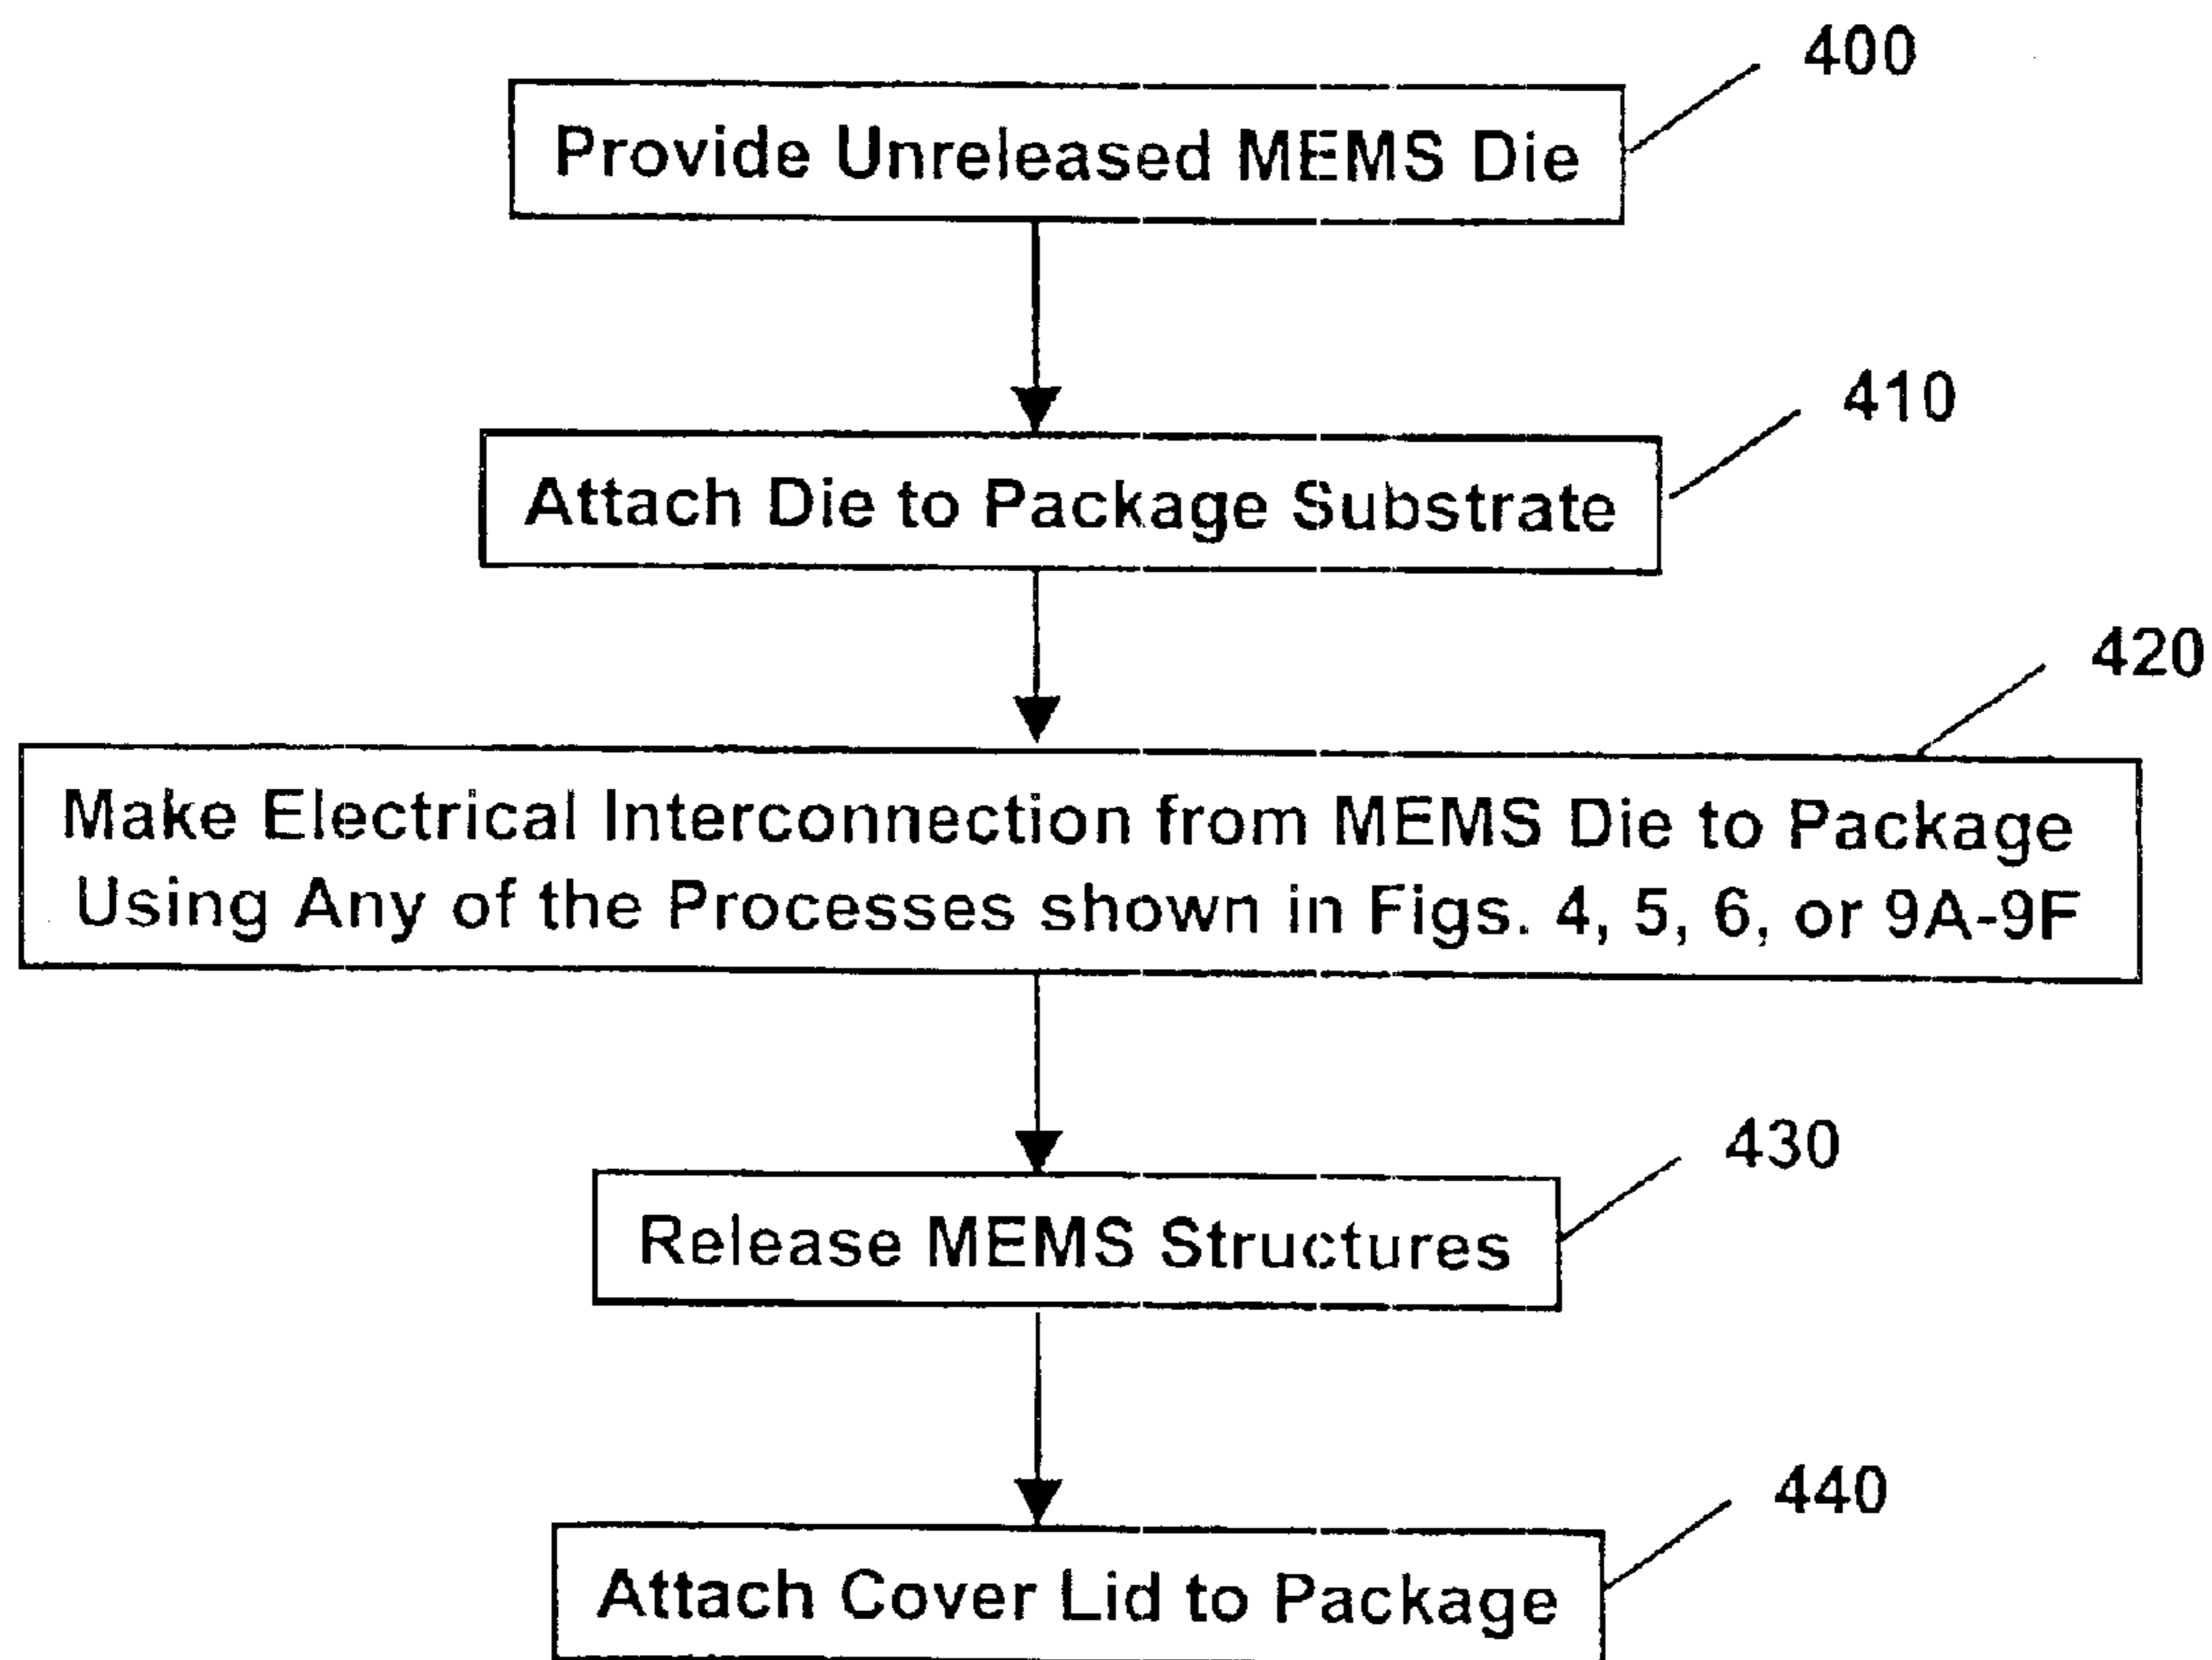 400
Provide Unreleased MEMS Die
410
Attach Die to Package Substrate
420
Make Electrical Interconnection from MEMS Die to Package
Using Any of the Processes shown in Figs. 4, 5, 6, or 9A-9F
430
Release MEMS Structures
440
Attach Cover Lid to Package